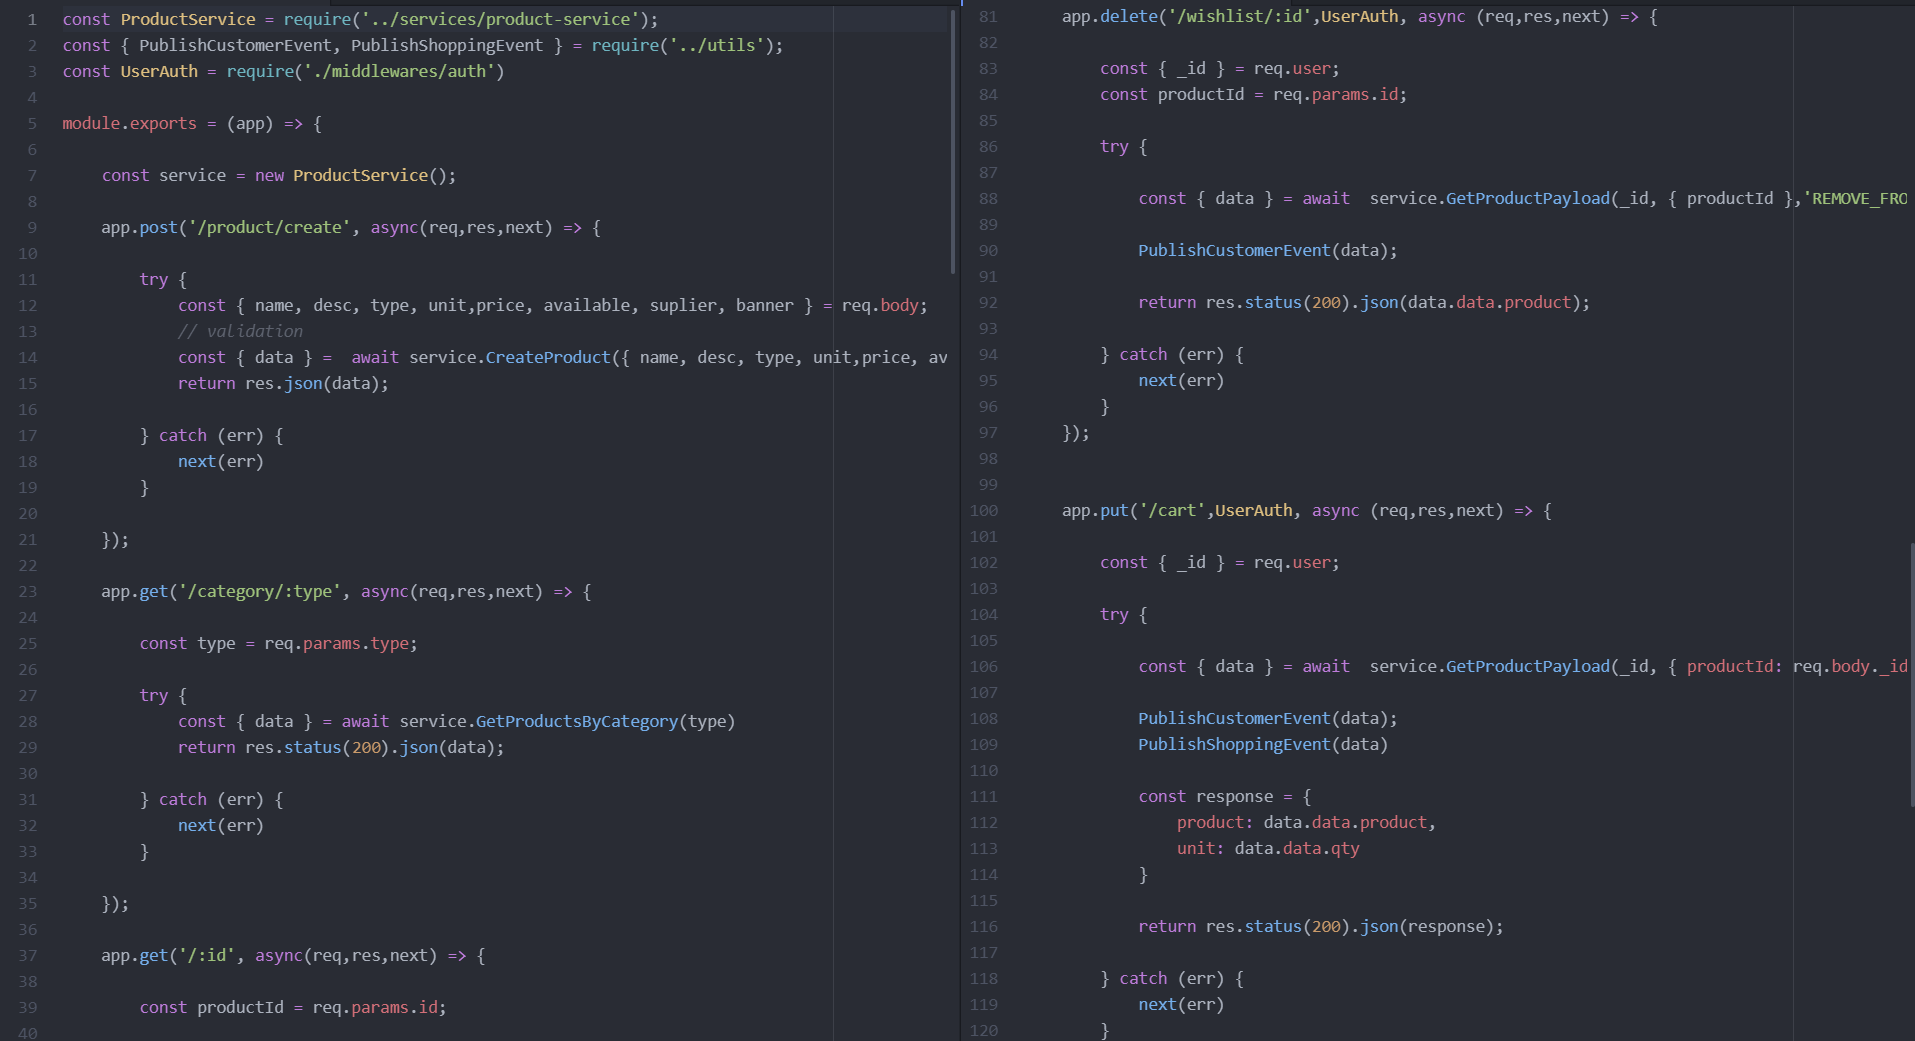 1 const ProductService = require('../services/product-service');
2 const { PublishCustomerEvent, PublishShoppingEvent } = require('../utils');
3 const UserAuth = require('./middlewares/auth')
4
5 module.exports = (app) => {
6
7     const service = new ProductService();
8
9     app.post('/product/create', async(req,res,next) => {
10
11         try {
12             const { name, desc, type, unit,price, available, suplier, banner } = req.body;
13             // validation
14             const { data } =  await service.CreateProduct({ name, desc, type, unit,price, av
15             return res.json(data);
16
17         } catch (err) {
18             next(err)
19         }
20
21     });
22
23     app.get('/category/:type', async(req,res,next) => {
24
25         const type = req.params.type;
26
27         try {
28             const { data } = await service.GetProductsByCategory(type)
29             return res.status(200).json(data);
30
31         } catch (err) {
32             next(err)
33         }
34
35     });
36
37     app.get('/:id', async(req,res,next) => {
38
39         const productId = req.params.id;
40
81     app.delete('/wishlist/:id',UserAuth, async (req,res,next) => {
82
83         const { _id } = req.user;
84         const productId = req.params.id;
85
86         try {
87
88             const { data } = await  service.GetProductPayload(_id, { productId },'REMOVE_FRO
89
90             PublishCustomerEvent(data);
91
92             return res.status(200).json(data.data.product);
93
94         } catch (err) {
95             next(err)
96         }
97     });
98
99
100     app.put('/cart',UserAuth, async (req,res,next) => {
101
102         const { _id } = req.user;
103
104         try {
105
106             const { data } = await  service.GetProductPayload(_id, { productId: req.body._id
107
108             PublishCustomerEvent(data);
109             PublishShoppingEvent(data)
110
111             const response = {
112                 product: data.data.product,
113                 unit: data.data.qty
114             }
115
116             return res.status(200).json(response);
117
118         } catch (err) {
119             next(err)
120         }